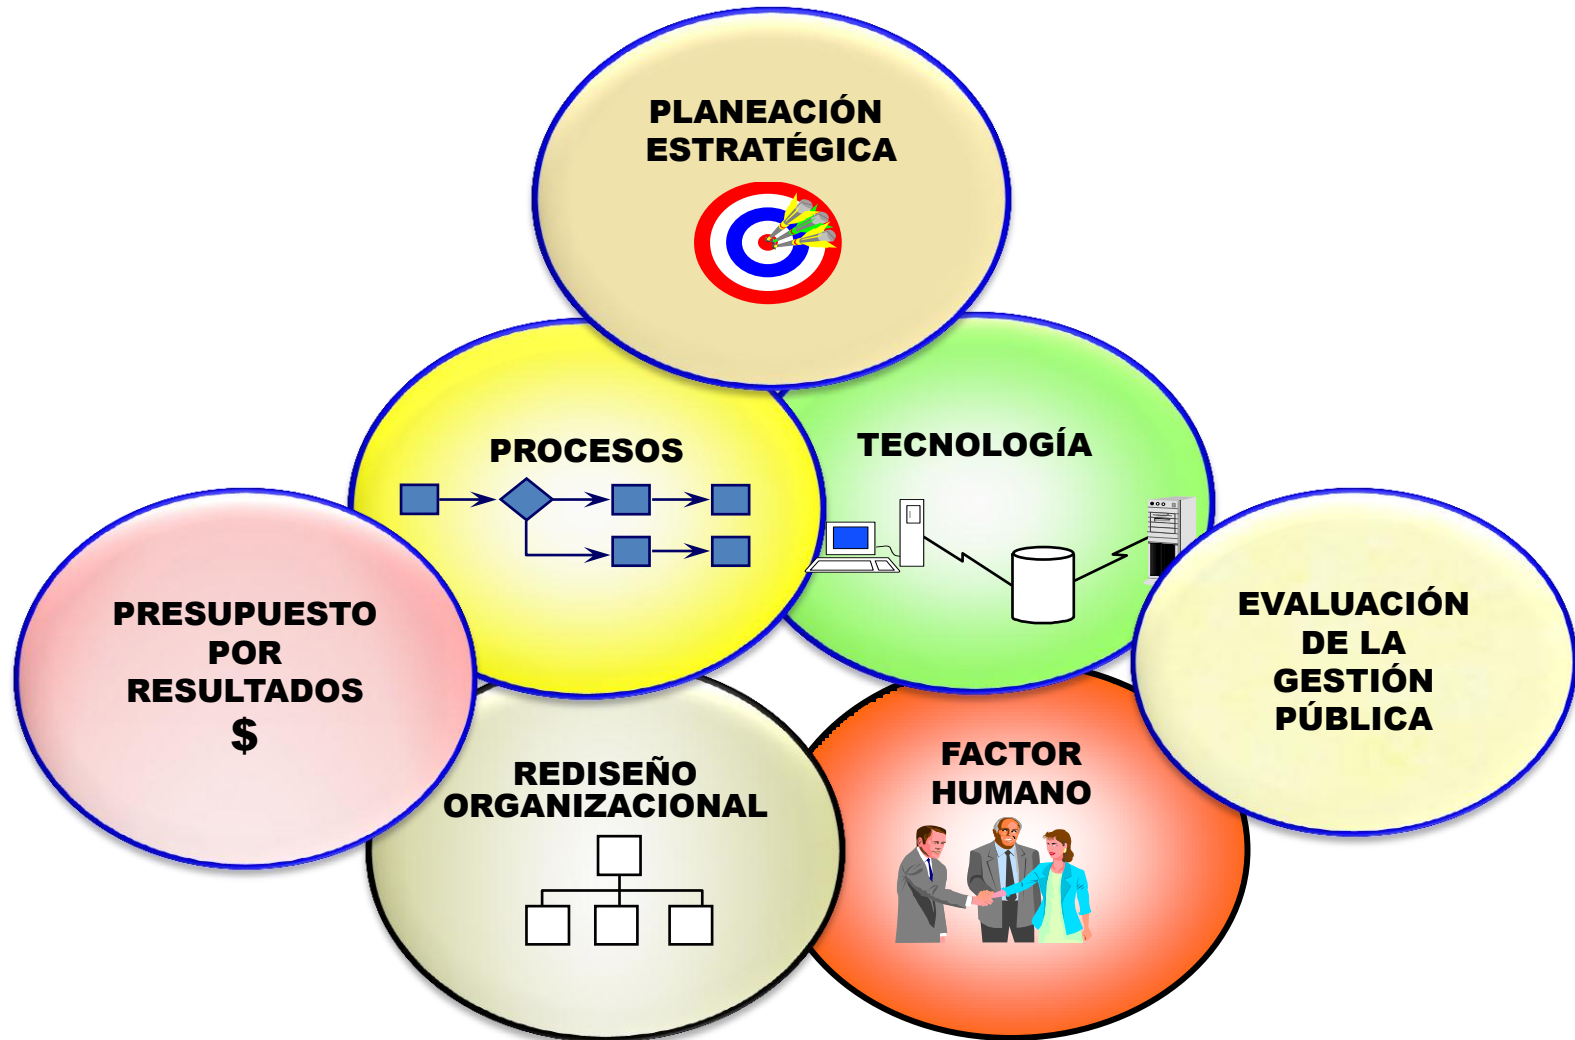 PLANEACIÓN
ESTRATÉGICA
PROCESOS
TECNOLOGÍA
PRESUPUESTO
POR
RESULTADOS
$
EVALUACIÓN
DE LA
GESTIÓN
PÚBLICA
REDISEÑO
ORGANIZACIONAL
FACTOR
HUMANO